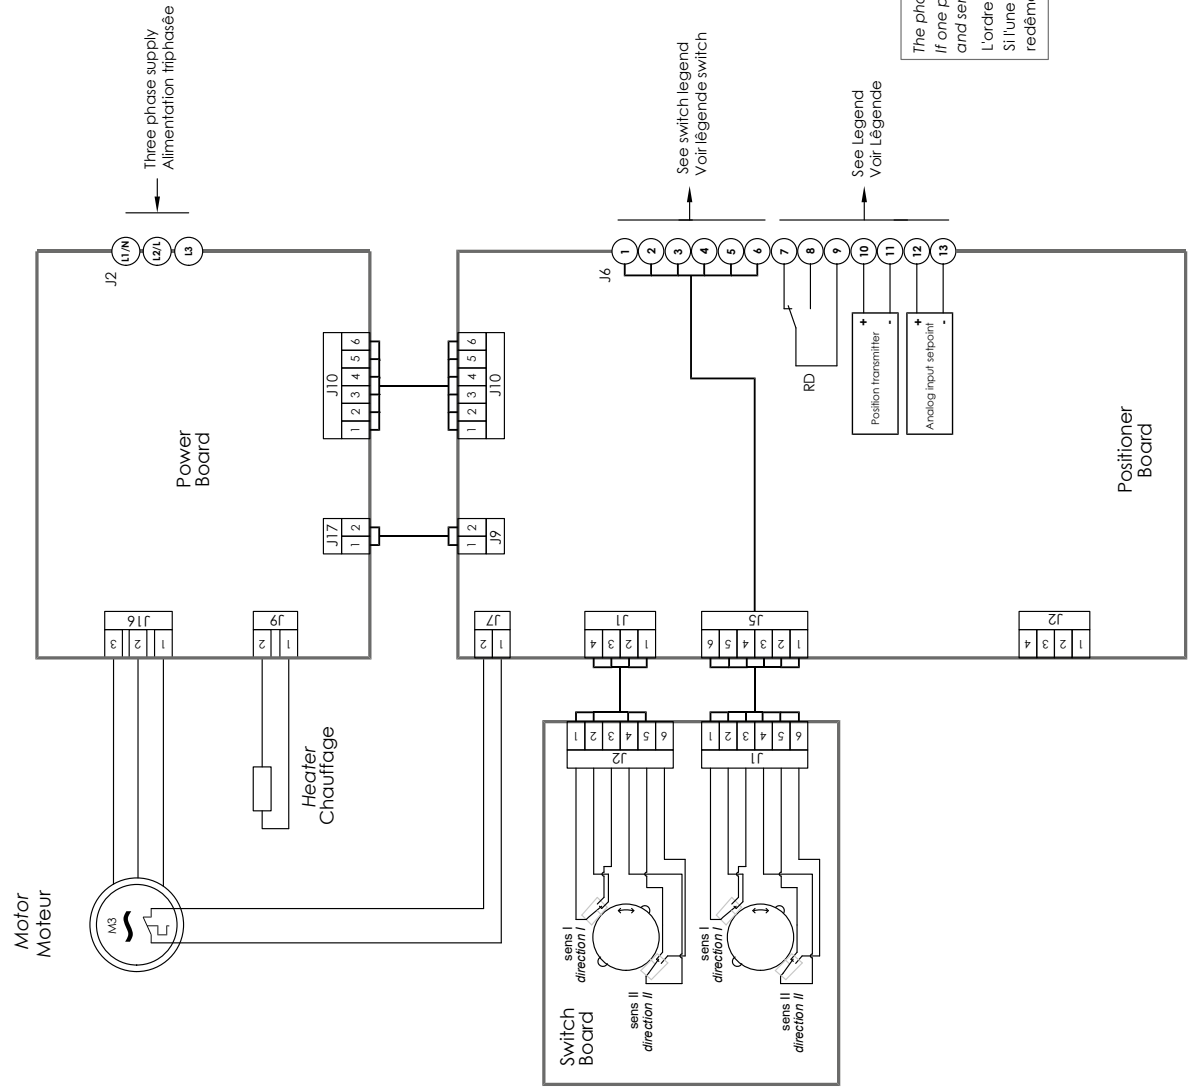 Motor
Moteur
M3
Heater
Chauffage
Power
Board
J16
3
2
1
J9
2
1
J17
1 2
J10
1 2 3 4 5 6
J2
L1/N
L2/L
L3
Three phase supply
Alimentation triphasêe
Positioner
Board
J7
2
1
J1
4
3
2
1
J5
6
5
4
3
2
1
J2
4
3
2
1
J9
1 2
J10
1 2 3 4 5 6
J6
1
2
3
4
5
6
7
8
9
10
11
12
13
See switch legend
Voir lêgende switch
See Legend
Voir Lêgende
RD
Position transmitter
+
-
Analog input setpoint
+
-
Switch
Board
J2
1
2
3
4
5
6
J1
1
2
3
4
5
6
sens I
direction I
sens II
direction II
sens I
direction I
sens II
direction II
The
If one p
and
L'ordre
Si l'une